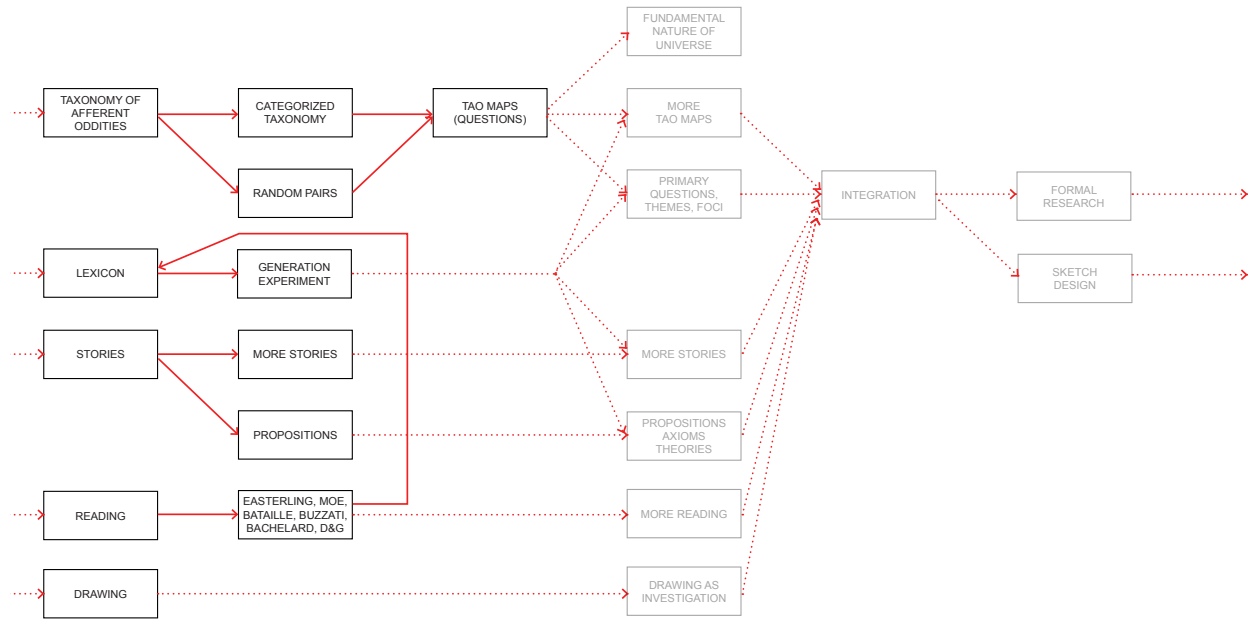 FUNDAMENTAL
NATURE OF
UNIVERSE
TAXONOMY OF
AFFERENT
ODDITIES
CATEGORIZED
TAXONOMY
TAO MAPS
(QUESTIONS)
MORE
TAO MAPS
RANDOM PAIRS
PRIMARY
QUESTIONS,
THEMES, FOCI
INTEGRATION
FORMAL
RESEARCH
LEXICON
GENERATION
EXPERIMENT
SKETCH
DESIGN
STORIES
MORE STORIES
MORE STORIES
PROPOSITIONS
PROPOSITIONS
AXIOMS
THEORIES
READING
EASTERLING, MOE,
BATAILLE, BUZZATI,
BACHELARD, D&G
MORE READING
DRAWING
DRAWING AS
INVESTIGATION